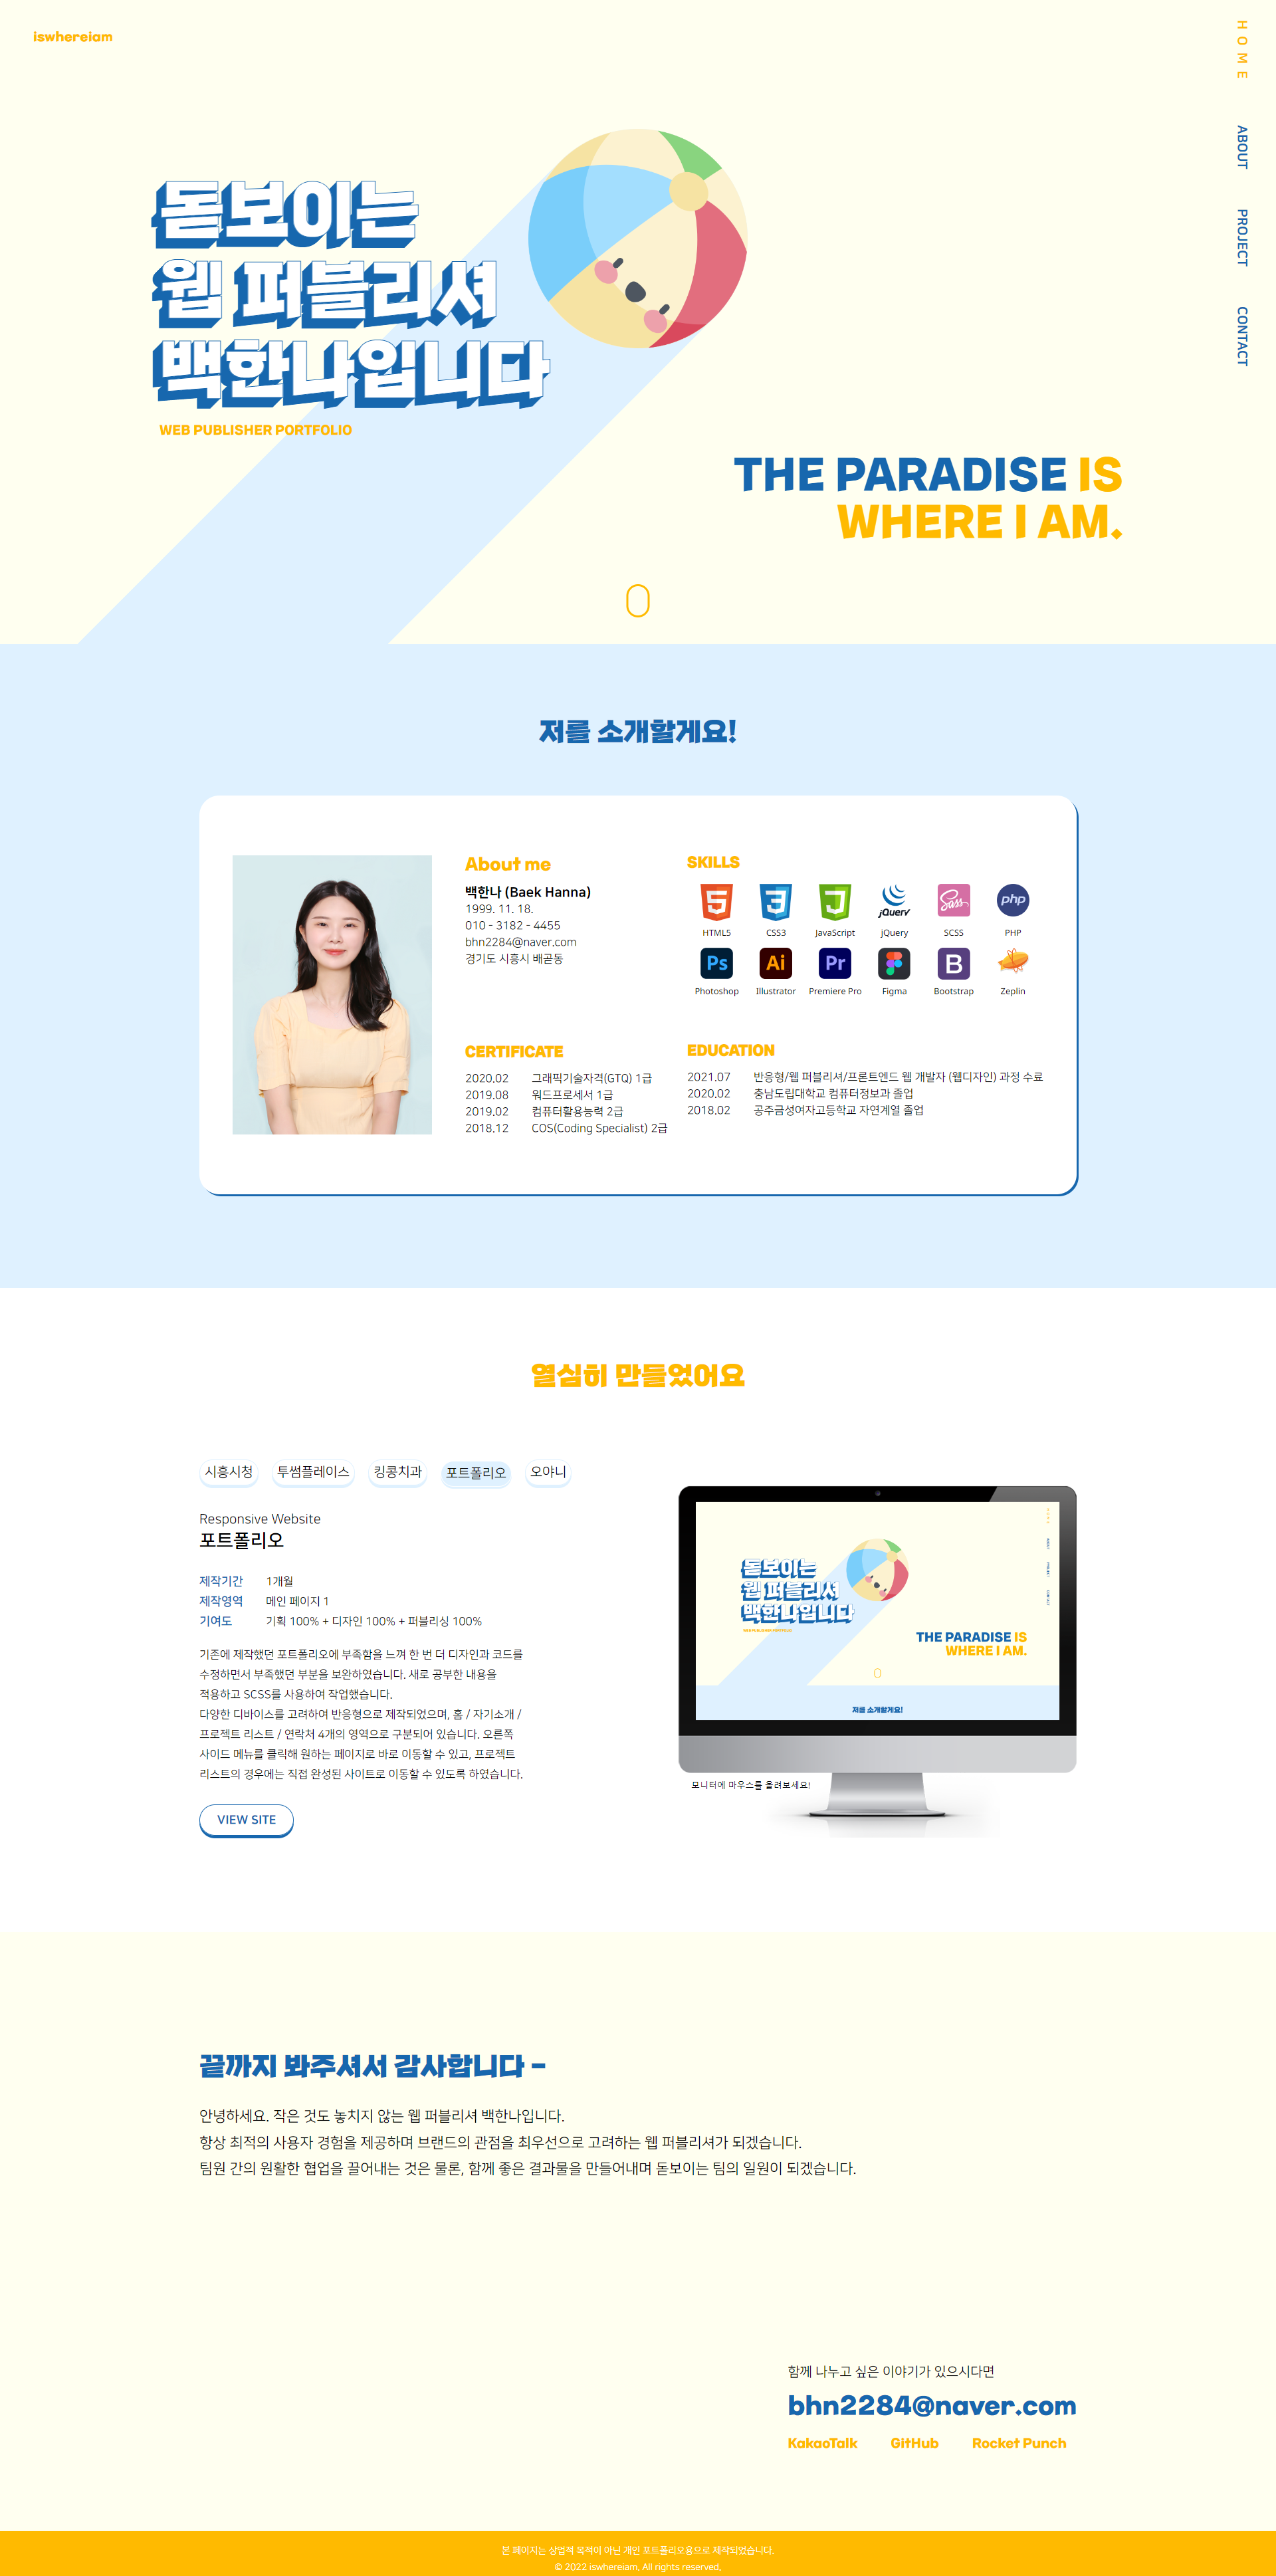 iswhereiam
HOME
ABOUT
PROJECT
CONTACT
돋보이는
웹 퍼블리셔
백한나입니다
WEB PUBLISHER PORTFOLIO
THE PARADISE IS
WHERE I AM.
저를 소개할게요!
About me
백한나 (Baek Hanna)
1999. 11. 18.
010 - 3182 - 4455
bhn2284@naver.com
경기도 시흥시 배곧동
SKILLS
HTML5 CSS3 JavaScript jQuery SCSS PHP
Photoshop Illustrator Premiere Pro Figma Bootstrap Zeplin
CERTIFICATE
2020.02 그래픽기술자격(GTQ) 1급
2019.08 워드프로세서 1급
2019.02 컴퓨터활용능력 2급
2018.12 COS(Coding Specialist) 2급
EDUCATION
2021.07 반응형/웹 퍼블리셔/프론트엔드 웹 개발자 (웹디자인) 과정 수료
2020.02 충남도립대학교 컴퓨터정보과 졸업
2018.02 공주금성여자고등학교 자연계열 졸업
열심히 만들었어요
시흥시청 투썸플레이스 킹콩치과 포트폴리오 오야니
Responsive Website
포트폴리오
제작기간 1개월
제작영역 메인 페이지 1
기여도 기획 100% + 디자인 100% + 퍼블리싱 100%
기존에 제작했던 포트폴리오에 부족함을 느껴 한 번 더 디자인과 코드를
수정하면서 부족했던 부분을 보완하였습니다. 새로 공부한 내용을
적용하고 SCSS를 사용하여 작업했습니다.
다양한 디바이스를 고려하여 반응형으로 제작되었으며, 홈 / 자기소개 /
프로젝트 리스트 / 연락처 4개의 영역으로 구분되어 있습니다. 오른쪽
사이드 메뉴를 클릭해 원하는 페이지로 바로 이동할 수 있고, 프로젝트
리스트의 경우에는 직접 완성된 사이트로 이동할 수 있도록 하였습니다.
VIEW SITE
돋보이는
웹 퍼블리셔
백한나입니다
WEB PUBLISHER PORTFOLIO
THE PARADISE IS
WHERE I AM.
저를 소개할게요!
모니터에 마우스를 올려보세요!
끝까지 봐주셔서 감사합니다 -
안녕하세요. 작은 것도 놓치지 않는 웹 퍼블리셔 백한나입니다.
항상 최적의 사용자 경험을 제공하며 브랜드의 관점을 최우선으로 고려하는 웹 퍼블리셔가 되겠습니다.
팀원 간의 원활한 협업을 끌어내는 것은 물론, 함께 좋은 결과물을 만들어내며 돋보이는 팀의 일원이 되겠습니다.
함께 나누고 싶은 이야기가 있으시다면
bhn2284@naver.com
KakaoTalk GitHub Rocket Punch
본 페이지는 상업적 목적이 아닌 개인 포트폴리오용으로 제작되었습니다.
© 2022 iswhereiam, All rights reserved.